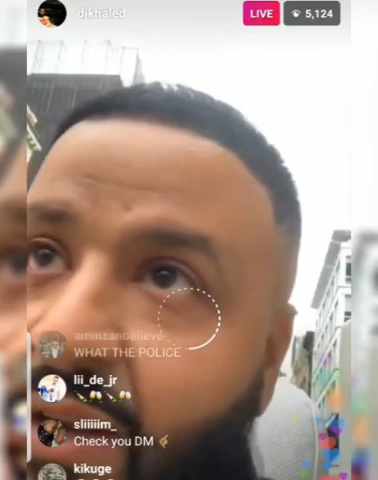 djkhaled
LIVE
5,124
WHAT THE POLICE
lii_de_jr
sliiiiim_
Check you DM
kikuge